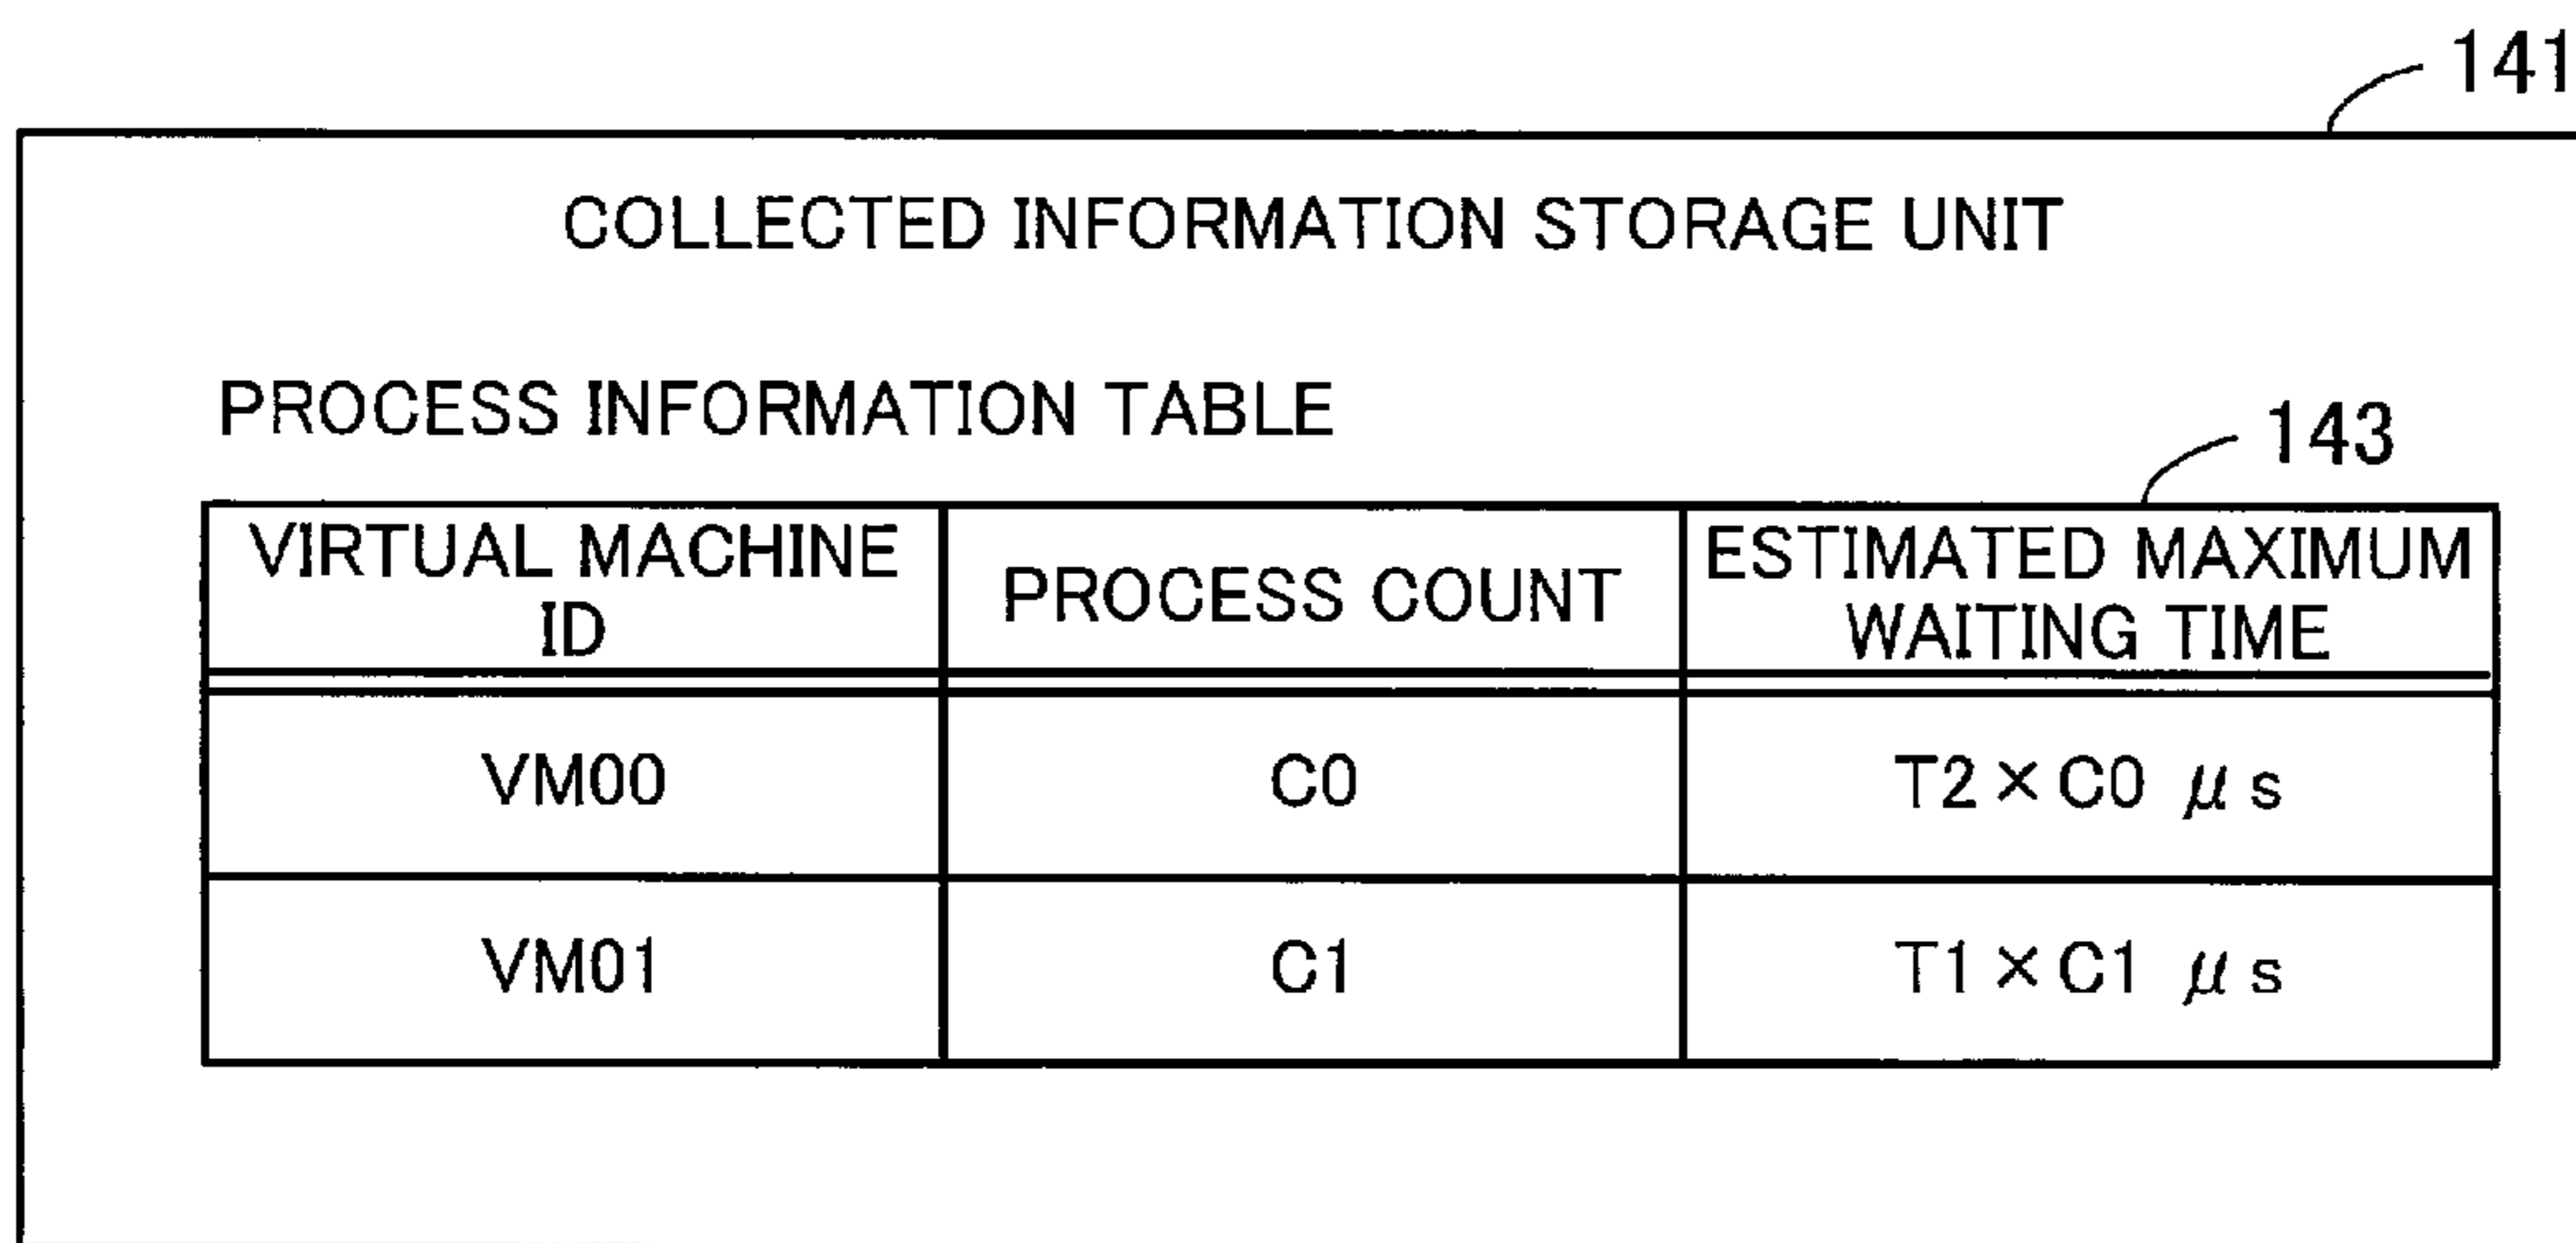 141
COLLECTED INFORMATION STORAGE UNIT
PROCESS INFORMATION TABLE
143
VIRTUAL MACHINE
ID
PROCESS COUNT
ESTIMATED MAXIMUM
WAITING TIME
VM00
C0
T2×C0 μs
VM01
C1
T1×C1 μs